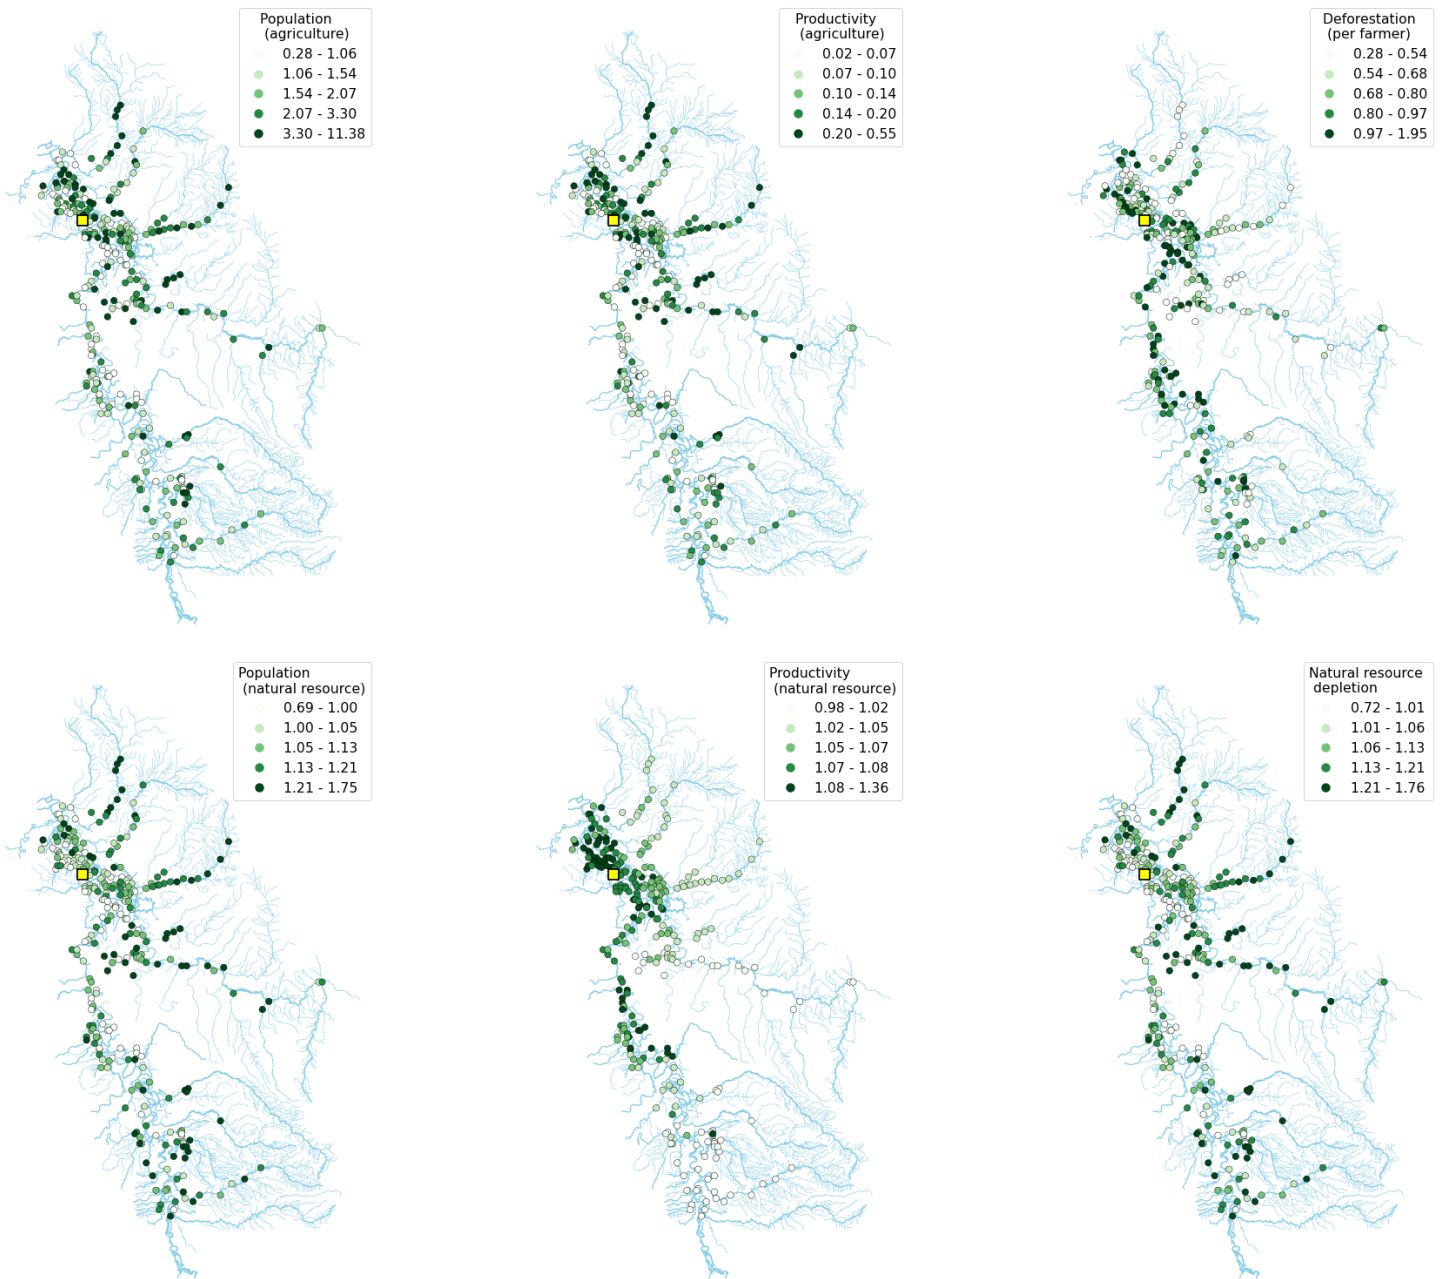 Population
(agriculture)
0.28 - 1.06
1.06 - 1.54
1.54 - 2.07
2.07 - 3.30
3.30 - 11.38
Productivity
(agriculture)
0.02 - 0.07
0.07 - 0.10
0.10 - 0.14
0.14 - 0.20
0.20 - 0.55
Deforestation
(per farmer)
0.28 - 0.54
0.54 - 0.68
0.68 - 0.80
0.80 - 0.97
0.97 - 1.95
Population
(natural resource)
0.69 - 1.00
1.00 - 1.05
1.05 - 1.13
1.13 - 1.21
1.21 - 1.75
Productivity
(natural resource)
0.98 - 1.02
1.02 - 1.05
1.05 - 1.07
1.07 - 1.08
1.08 - 1.36
Natural resource
depletion
0.72 - 1.01
1.01 - 1.06
1.06 - 1.13
1.13 - 1.21
1.21 - 1.76